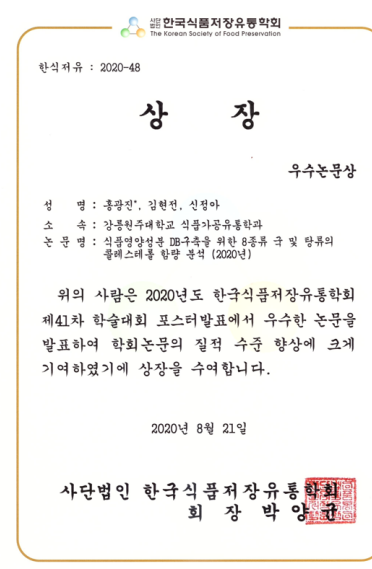 사단법인 한국식품저장유통학회
The Korean Society of Food Preservation
한식저유 : 2020-48
상 장
우수논문상
성 명 : 홍광진*, 김현전, 신정아
소 속 : 강릉원주대학교 식품가공유통학과
논 문 명 : 식품영양성분 DB구축을 위한 8종류 국 및 탕류의
콜레스테롤 함량 분석 (2020년)
위의 사람은 2020년도 한국식품저장유통학회
제41차 학술대회 포스터발표에서 우수한 논문을
발표하여 학회논문의 질적 수준 향상에 크게
기여하였기에 상장을 수여합니다.
2020년 8월 21일
사단법인 한국식품저장유통학회
회 장 박 양 균